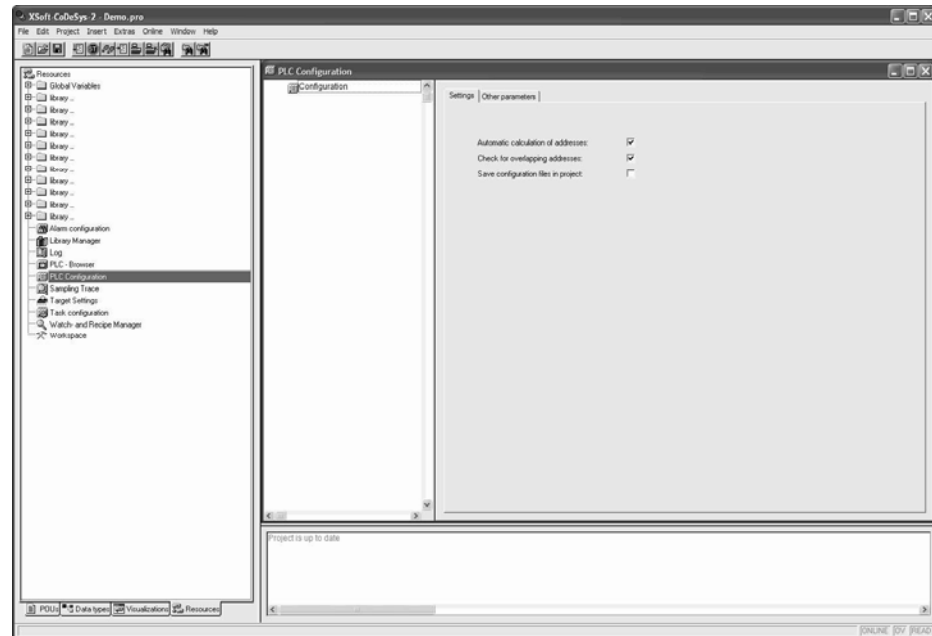 XSoft-CoDeSys-2 - Demo.pro
File Edit Project Insert Extras Online Window Help
Resources
Global Variables
library ..
library ..
library ..
library ..
library ..
library ..
library ..
library ..
library ..
library ..
library ..
Alarm configuration
Library Manager
Log
PLC - Browser
PLC Configuration
Sampling Trace
Target Settings
Task configuration
Watch- and Recipe Manager
Workspace
POUs Data types Visualizations Resources
PLC Configuration
Configuration
Settings Other parameters
Automatic calculation of addresses:
Check for overlapping addresses:
Save configuration files in project:
Project is up to date
ONLINE OV READ